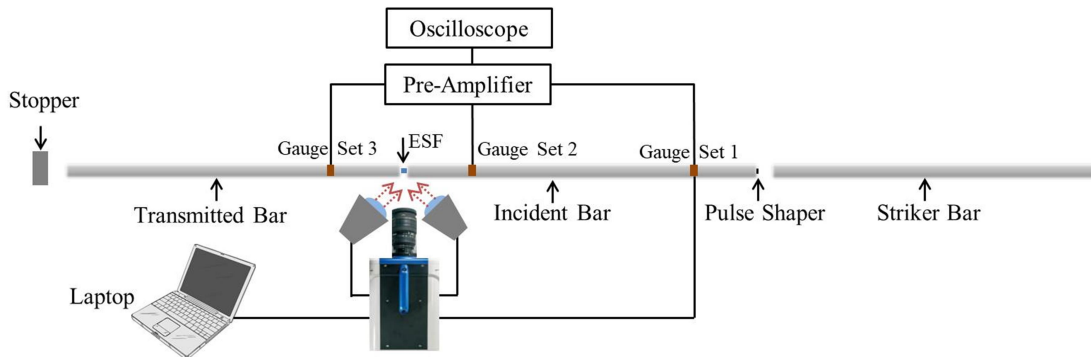 Oscilloscope
Pre-Amplifier
Stopper
Gauge Set 3
ESF
Gauge Set 2
Gauge Set 1
Transmitted Bar
Incident Bar
Pulse Shaper
Striker Bar
Laptop